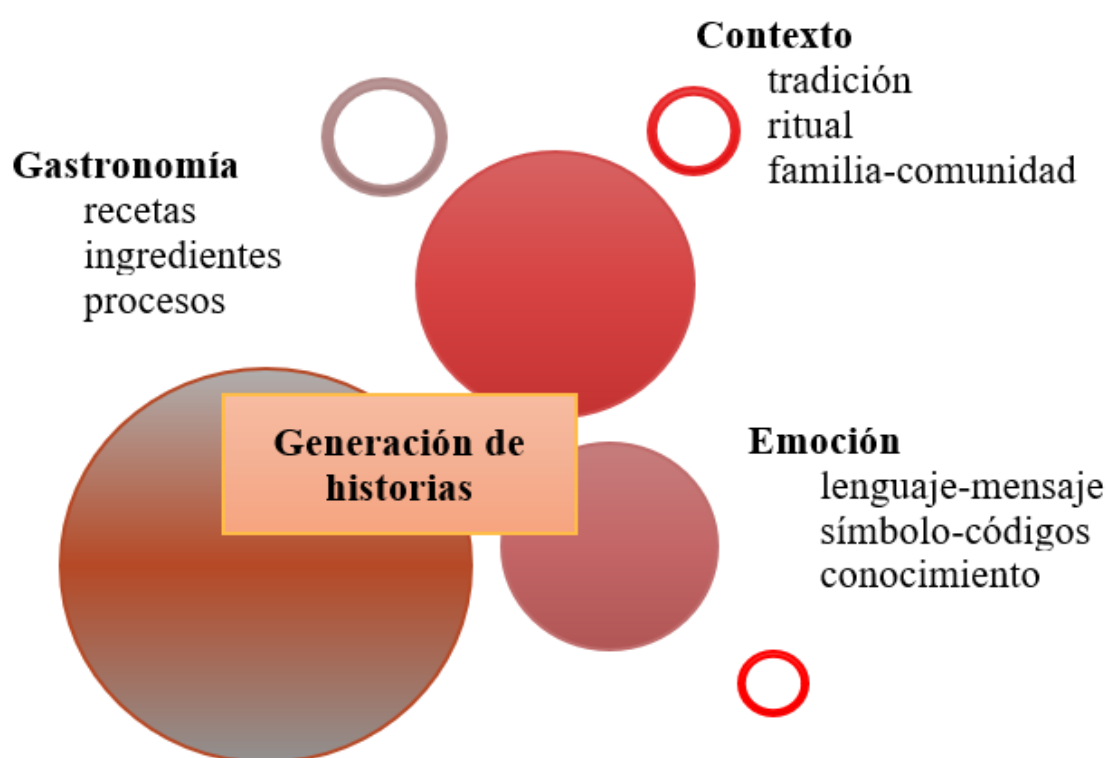 Contexto
tradición
ritual
familia-comunidad
Gastronomía
recetas
ingredientes
procesos
Generación de
historias
Emoción
lenguaje-mensaje
símbolo-códigos
conocimiento